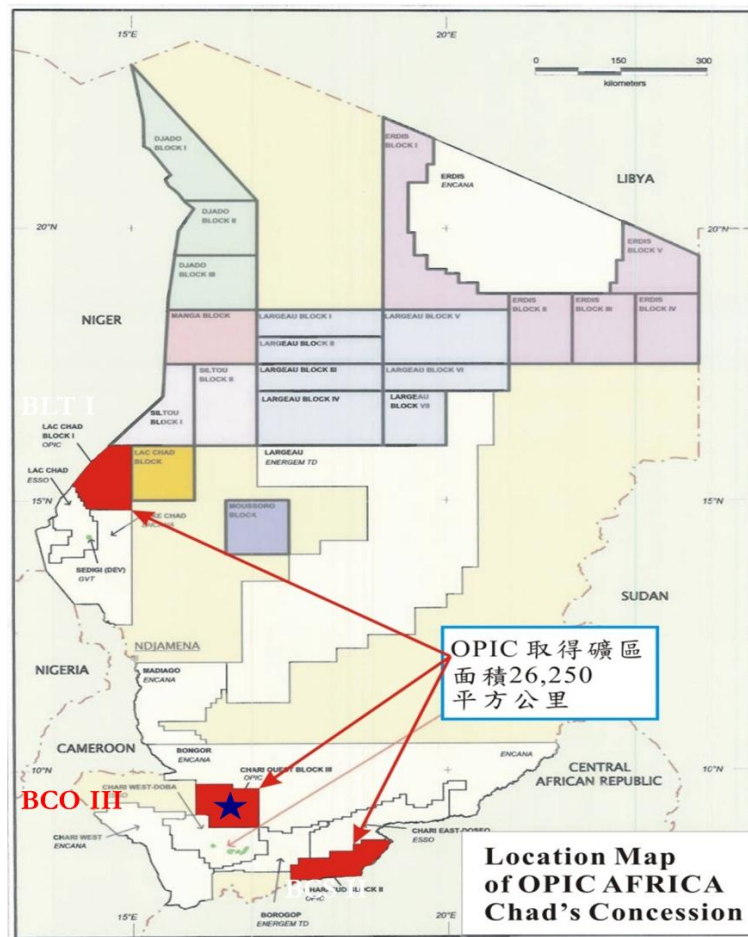 15°E
20°E
0 150 300
kilometers
DJADO
BLOCK I
ERDIS
BLOCK I
ERDIS
ENCANA
LIBYA
20°N
20°N
DJADO
BLOCK II
ERDIS
BLOCK V
DJADO
BLOCK III
NIGER
MANGA BLOCK
LARGEAU BLOCK I
LARGEAU BLOCK V
ERDIS
BLOCK II
ERDIS
BLOCK III
ERDIS
BLOCK IV
LARGEAU BLOCK II
SILTOU
BLOCK II
LARGEAU BLOCK III
LARGEAU BLOCK VI
LARGEAU BLOCK IV
LARGEAU
BLOCK VII
BLT I
SILTOU
BLOCK I
LAC CHAD
BLOCK I
OPIC
LAC CHAD
BLOCK
LARGEAU
ENERGEM TD
LAC CHAD
ESSO
15°N
15°N
MOUSSORO
BLOCK
CHAD
ENCANA
SEDIGI (DEV)
GVT
SUDAN
NDJAMENA
OPIC 取得礦區
面積26,250
平方公里
NIGERIA
MADIAGO
ENCANA
CAMEROON
BONGOR
ENCANA
ENCANA
CENTRAL
AFRICAN REPUBLIC
10°N
10°N
CHARI OUEST BLOCK III
OPIC
CHARI WEST-DOBA
BCO III
CHARI WEST
ENCANA
CHARI EAST-DOSEO
ESSO
BLOCK II
OPIC
BOROGOP
ENERGEM TD
15°E
20°E
Location Map
of OPIC AFRICA
Chad's Concession